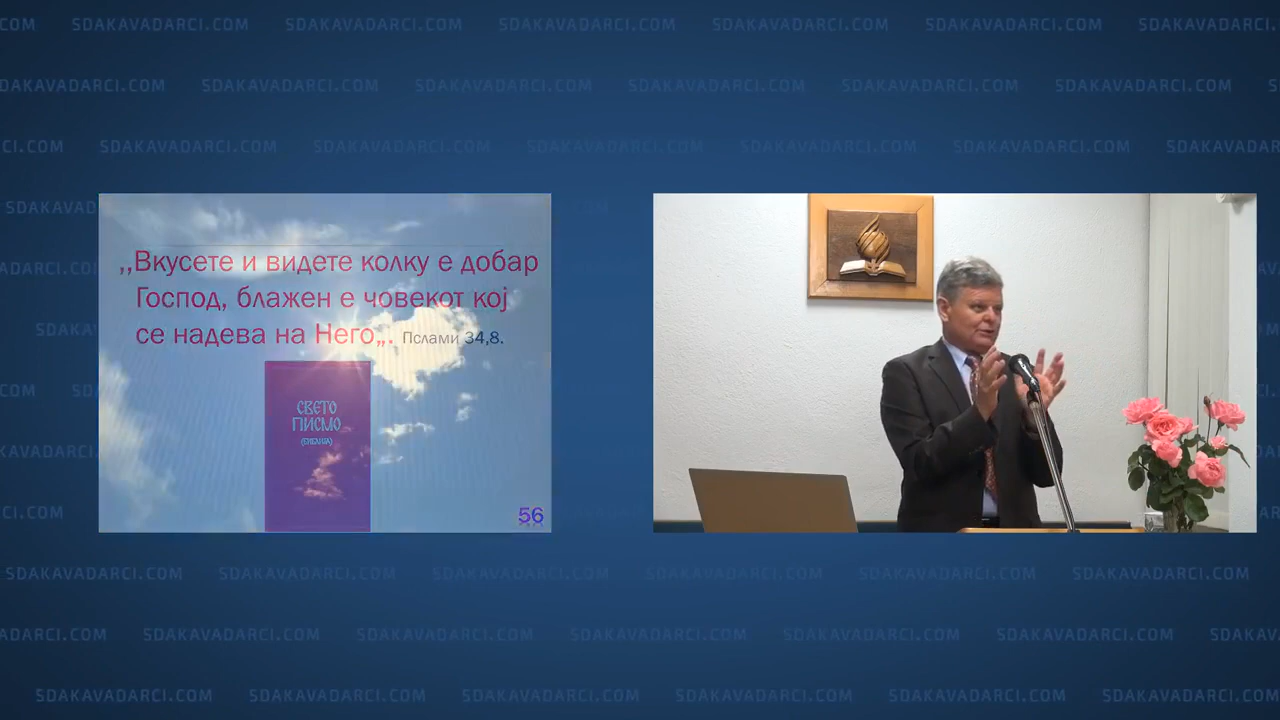 SDAKAVADARCI.COM
,,Вкусете и видете колку е добар
Господ, блажен е човекот кој
се надева на Него„. Псалми 34,8.
СВЕТО
ПИСМО
(БИБЛИЈА)
56